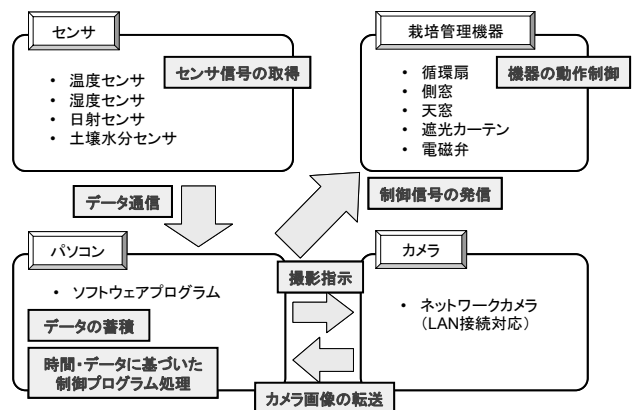 センサ
センサ信号の取得
• 温度センサ
• 湿度センサ
• 日射センサ
• 土壌水分センサ
栽培管理機器
機器の動作制御
• 循環扇
• 側窓
• 天窓
• 遮光カーテン
• 電磁弁
データ通信
制御信号の発信
パソコン
• ソフトウェアプログラム
データの蓄積
時間・データに基づいた
制御プログラム処理
撮影指示
カメラ画像の転送
カメラ
• ネットワークカメラ
（LAN接続対応）